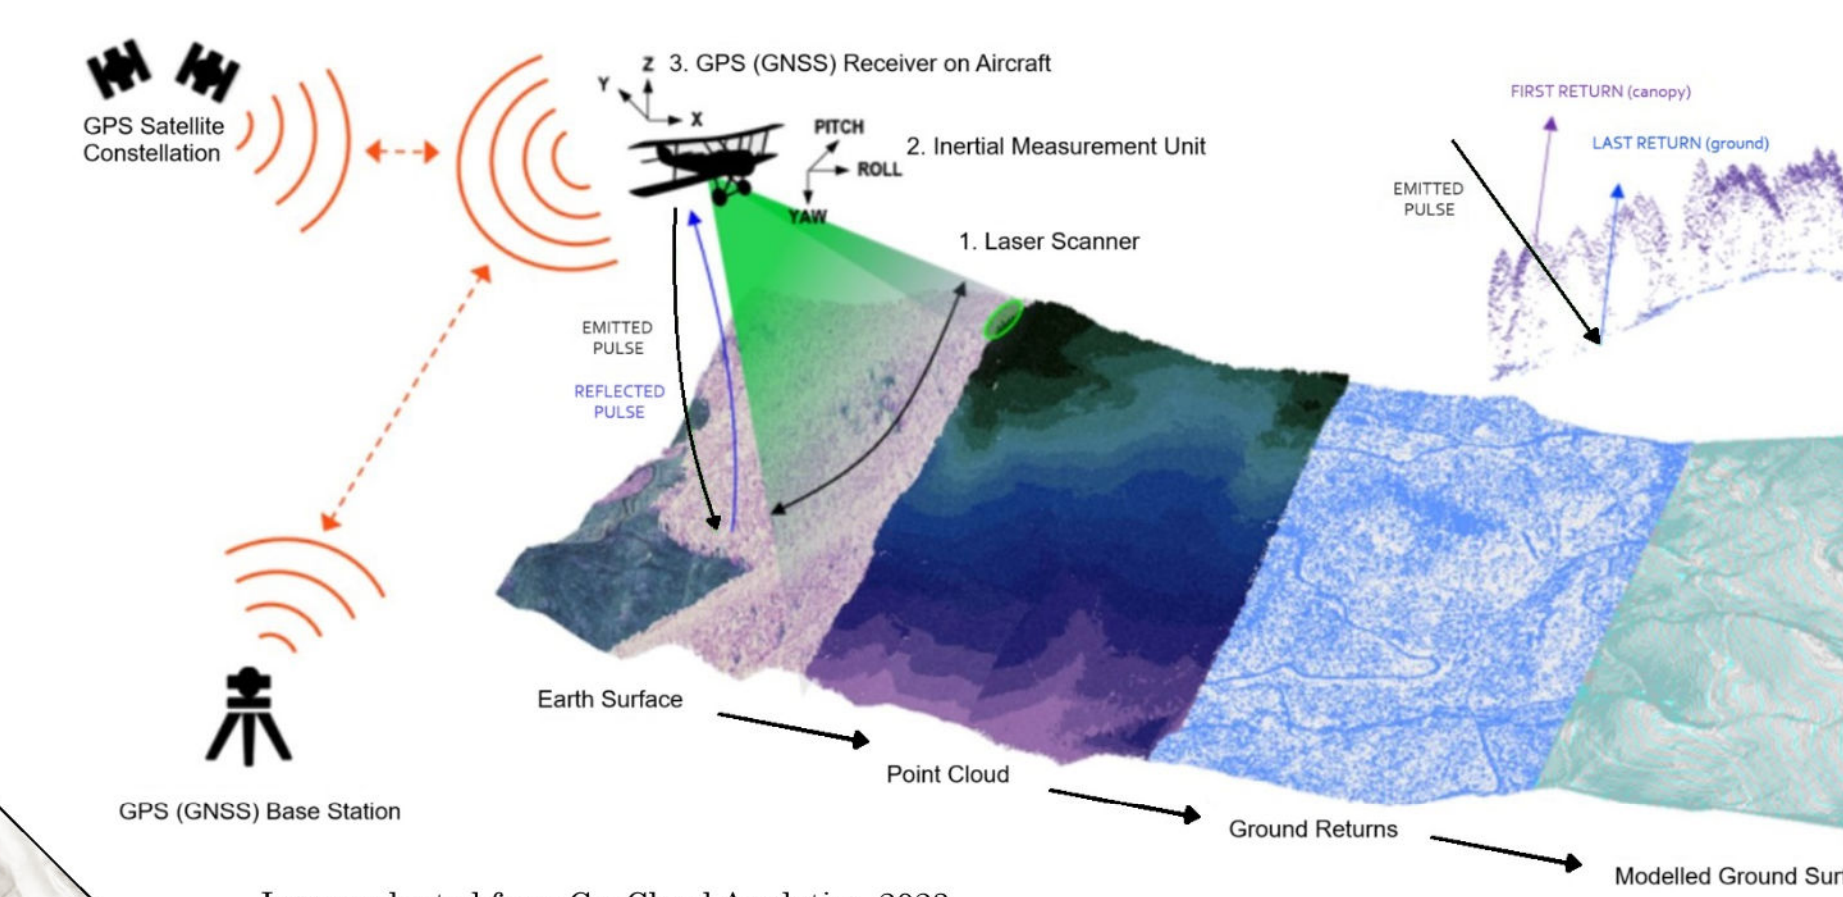 3. GPS (GNSS) Receiver on Aircraft
Z
Y
X
GPS Satellite
Constellation
PITCH
ROLL
YAW
2. Inertial Measurement Unit
1. Laser Scanner
FIRST RETURN (canopy)
LAST RETURN (ground)
EMITTED
PULSE
EMITTED
PULSE
REFLECTED
PULSE
Earth Surface
Point Cloud
GPS (GNSS) Base Station
Ground Returns
Modelled Ground